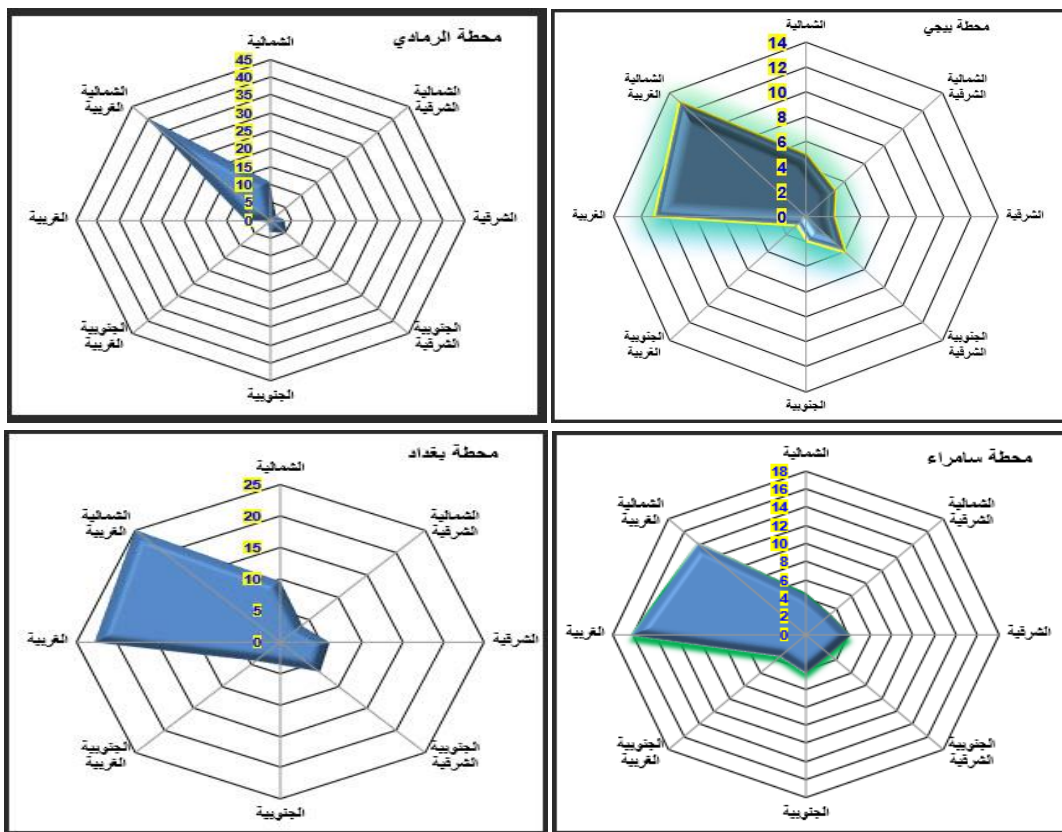 محطة الرمادي
الشمالية
45
40
35
30
25
20
15
10
5
0
الشمالية
الشرقية
الشرقية
الجنوبية
الشرقية
الجنوبية
الجنوبية
الغربية
الغربية
الشمالية
الغربية
محطة بيجي
الشمالية
14
12
10
8
6
4
2
0
الشمالية
الشرقية
الشرقية
الجنوبية
الشرقية
الجنوبية
الجنوبية
الغربية
الغربية
الشمالية
الغربية
محطة بغداد
الشمالية
25
20
15
10
5
0
الشمالية
الشرقية
الشرقية
الجنوبية
الشرقية
الجنوبية
الجنوبية
الغربية
الغربية
الشمالية
الغربية
محطة سامراء
الشمالية
18
16
14
12
10
8
6
4
2
0
الشمالية
الشرقية
الشرقية
الجنوبية
الشرقية
الجنوبية
الجنوبية
الغربية
الغربية
الشمالية
الغربية